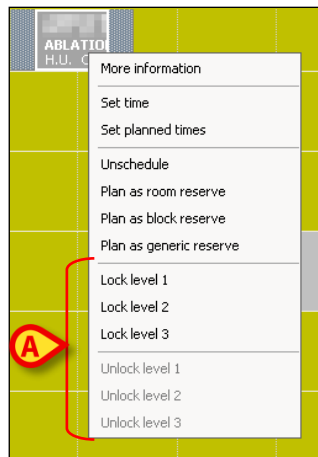 ABLATIO
H.U. C
More information
Set time
Set planned times
Unschedule
Plan as room reserve
Plan as block reserve
Plan as generic reserve
Lock level 1
Lock level 2
Lock level 3
A
Unlock level 1
Unlock level 2
Unlock level 3